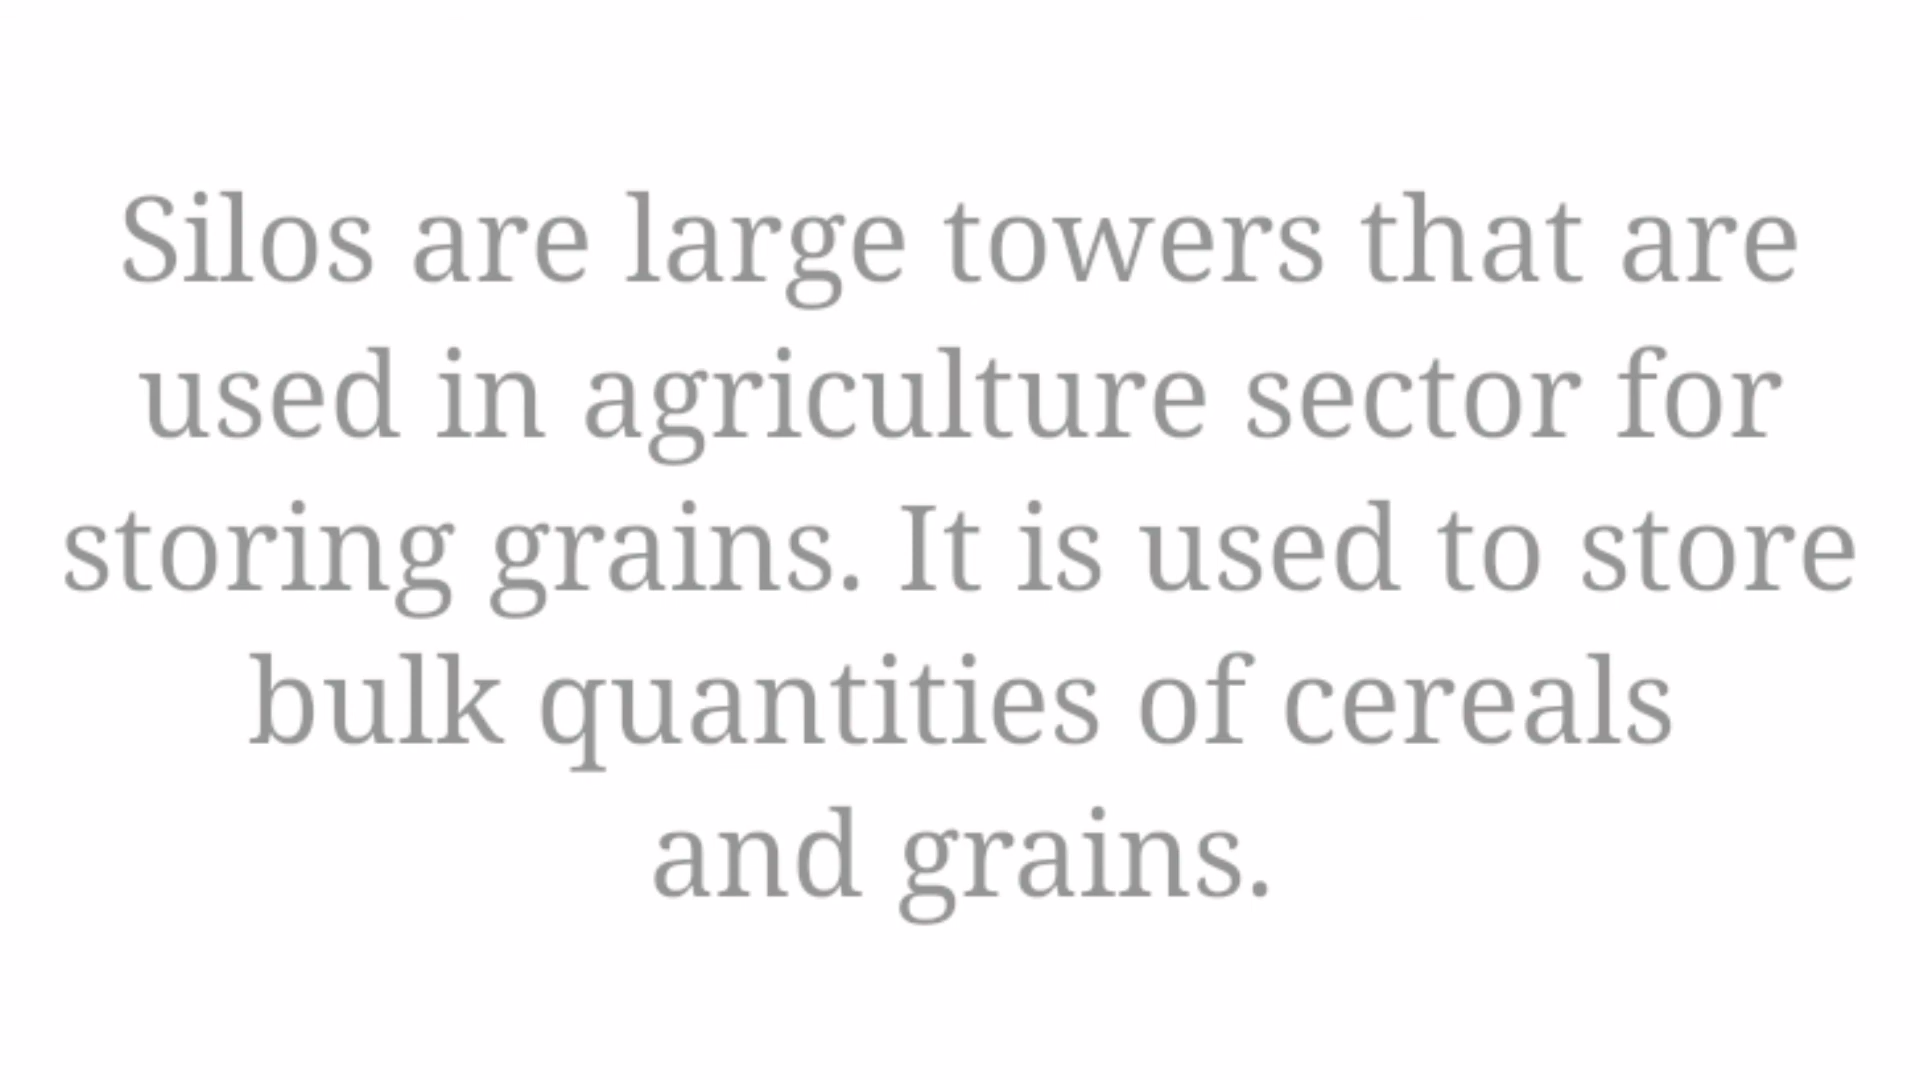 Silos are large towers that are
used in agriculture sector for
storing grains. It is used to store
bulk quantities of cereals
and grains.